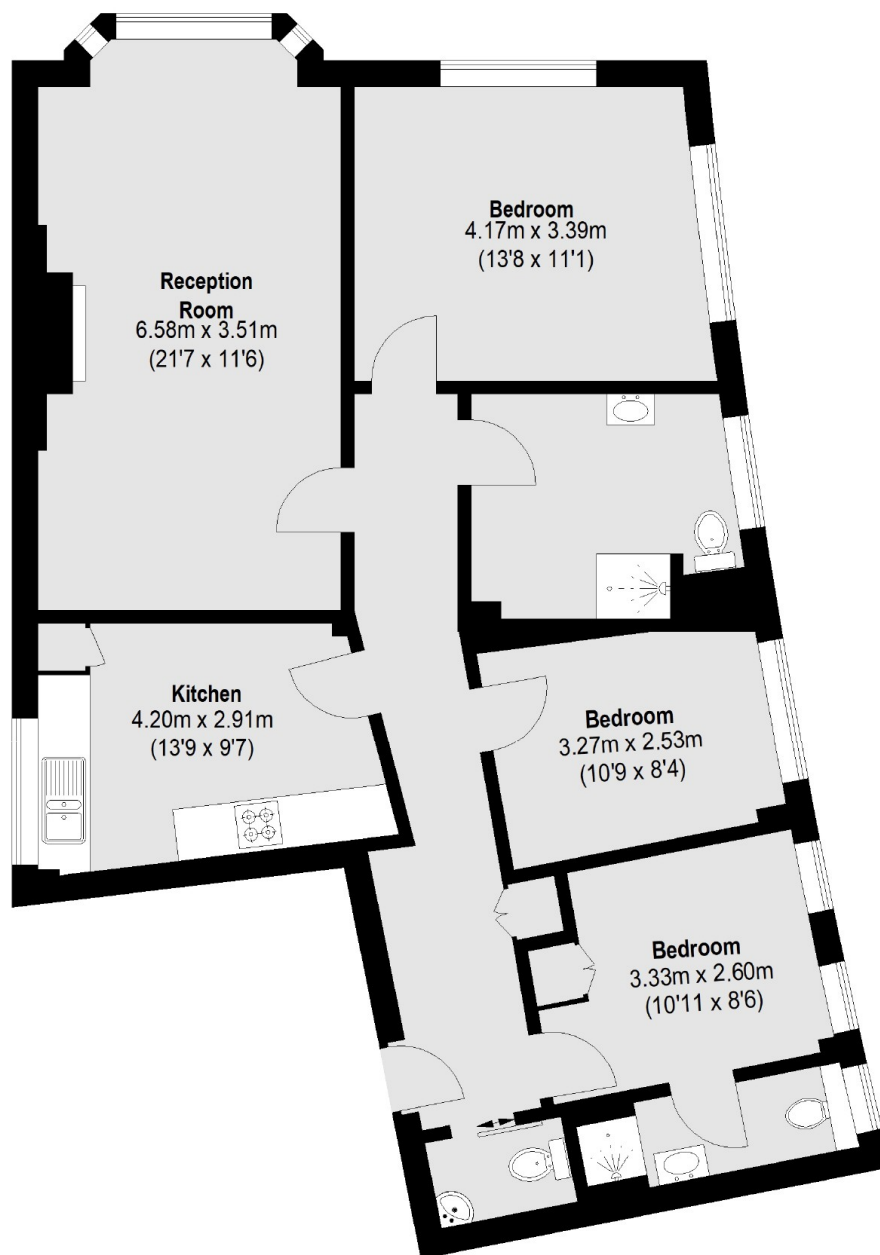 Reception
Room
6.58m x 3.51m
(21'7 x 11'6)
Bedroom
4.17m x 3.39m
(13'8 x 11'1)
Kitchen
4.20m x 2.91m
(13'9 x 9'7)
Bedroom
3.27m x 2.53m
(10'9 x 8'4)
Bedroom
3.33m x 2.60m
(10'11 x 8'6)